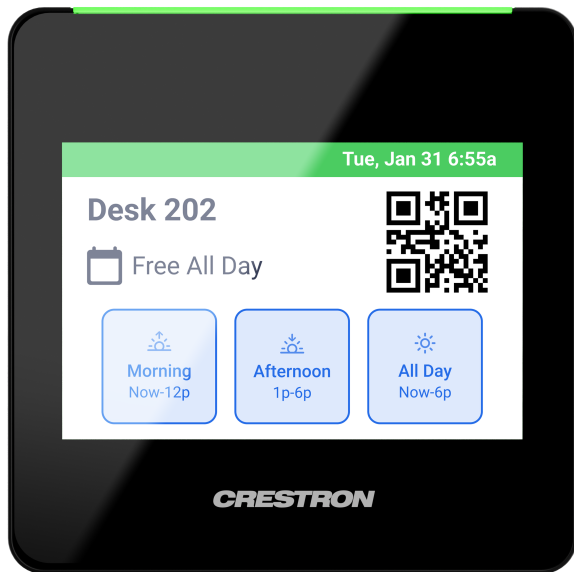 Tue, Jan 31 6:55a
Desk 202
Free All Day
Morning
Now-12p
Afternoon
1p-6p
All Day
Now-6p
CRESTRON